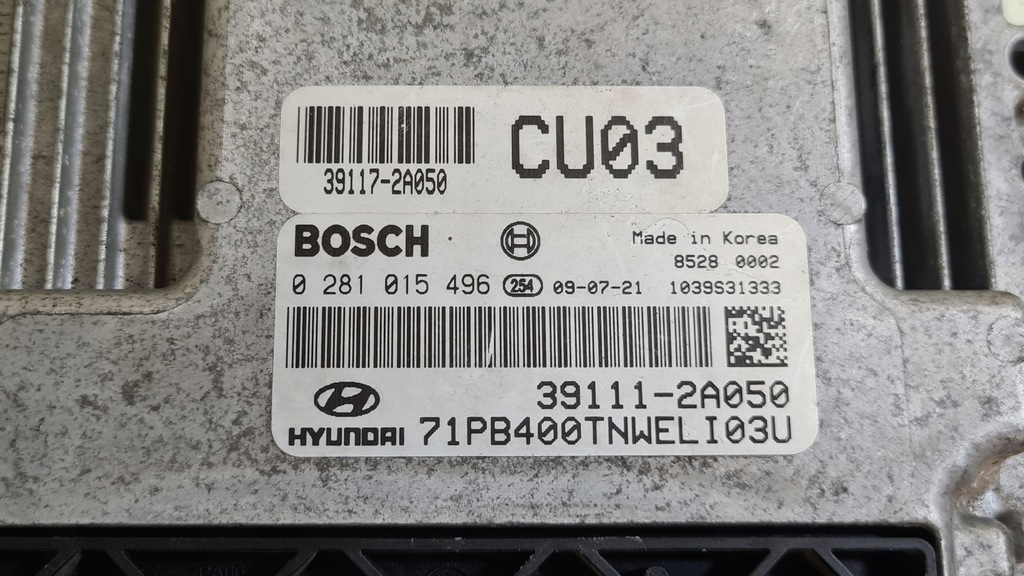 CU03
39117-2A050
BOSCH
Made in Korea
8528 0002
0 281 015 496 254 09-07-21 1039S31333
39111-2A050
HYUNDAI 71PB400TNWELI03U